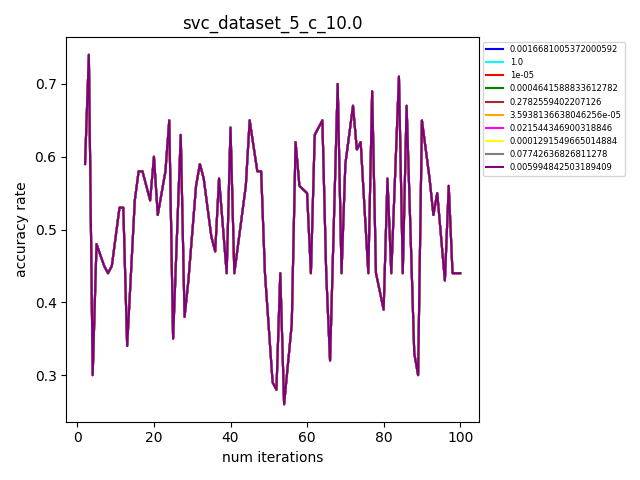 svc_dataset_5_c_10.0
0.0016681005372000592
1.0
1e-05
0.0004641588833612782
0.2782559402207126
3.5938136638046256e-05
0.021544346900318846
0.0001291549665014884
0.07742636826811278
0.005994842503189409
accuracy rate
0.7
0.6
0.5
0.4
0.3
0 20 40 60 80 100
num iterations